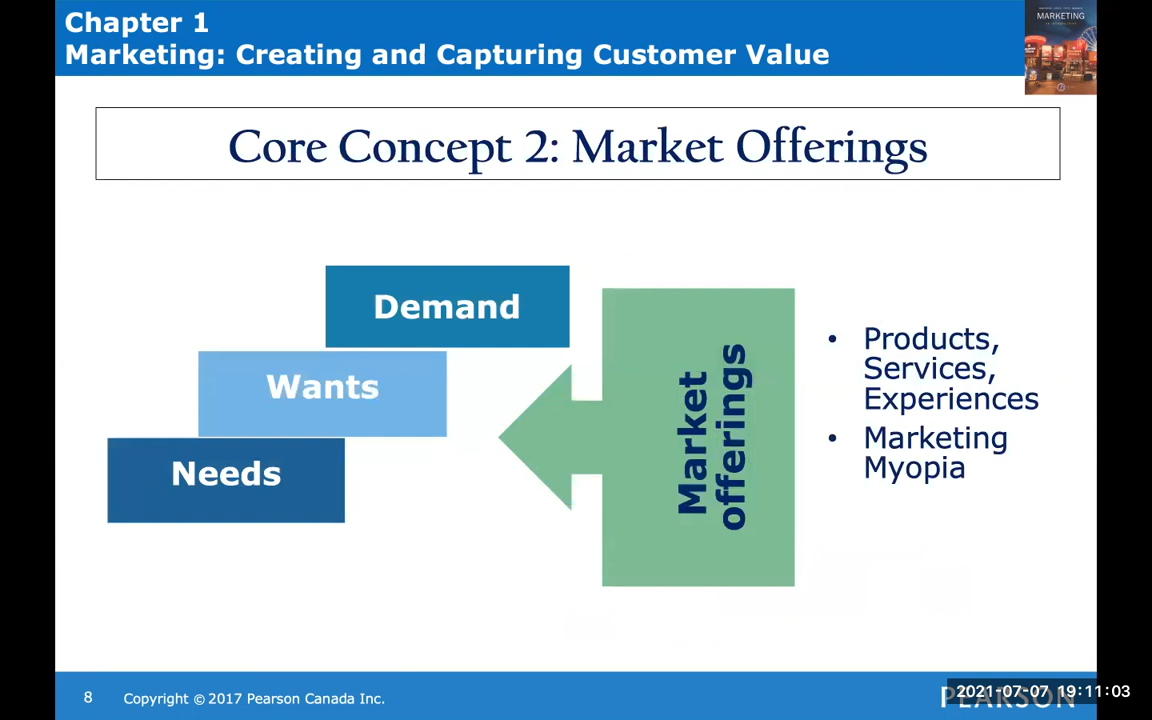 Chapter 1
Marketing: Creating and Capturing Customer Value
MARKETING
Core Concept 2: Market Offerings
Demand
Wants
Needs
Market
offerings
• Products,
Services,
Experiences
• Marketing
Myopia
8
Copyright © 2017 Pearson Canada Inc.
PEARSON
2021-07-07 19:11:03